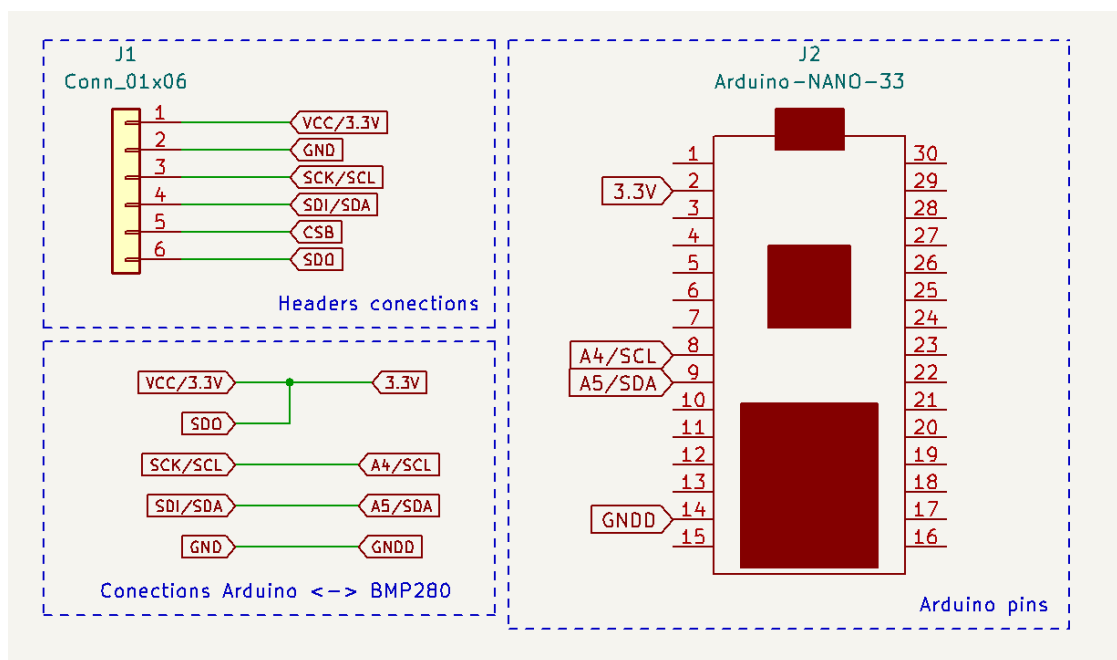 J1
Conn_01x06
1
VCC/3.3V
2
GND
3
SCK/SCL
4
SDI/SDA
5
CSB
6
SDO
Headers conections
VCC/3.3V
3.3V
SDO
SCK/SCL
A4/SCL
SDI/SDA
A5/SDA
GND
GNDD
Conections Arduino <-> BMP280
J2
Arduino-NANO-33
1
30
3.3V
2
29
3
28
4
27
5
26
6
25
7
24
A4/SCL
8
23
A5/SDA
9
22
10
21
11
20
12
19
13
18
GNDD
14
17
15
16
Arduino pins